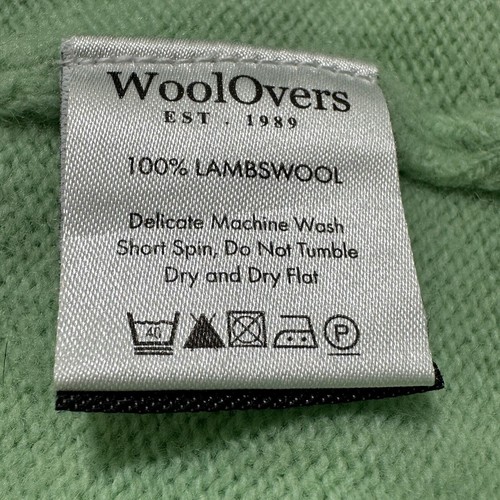 WoolOvers
EST . 1989
100% LAMBSWOOL
Delicate Machine Wash
Short Spin, Do Not Tumble
Dry and Dry Flat
40 P